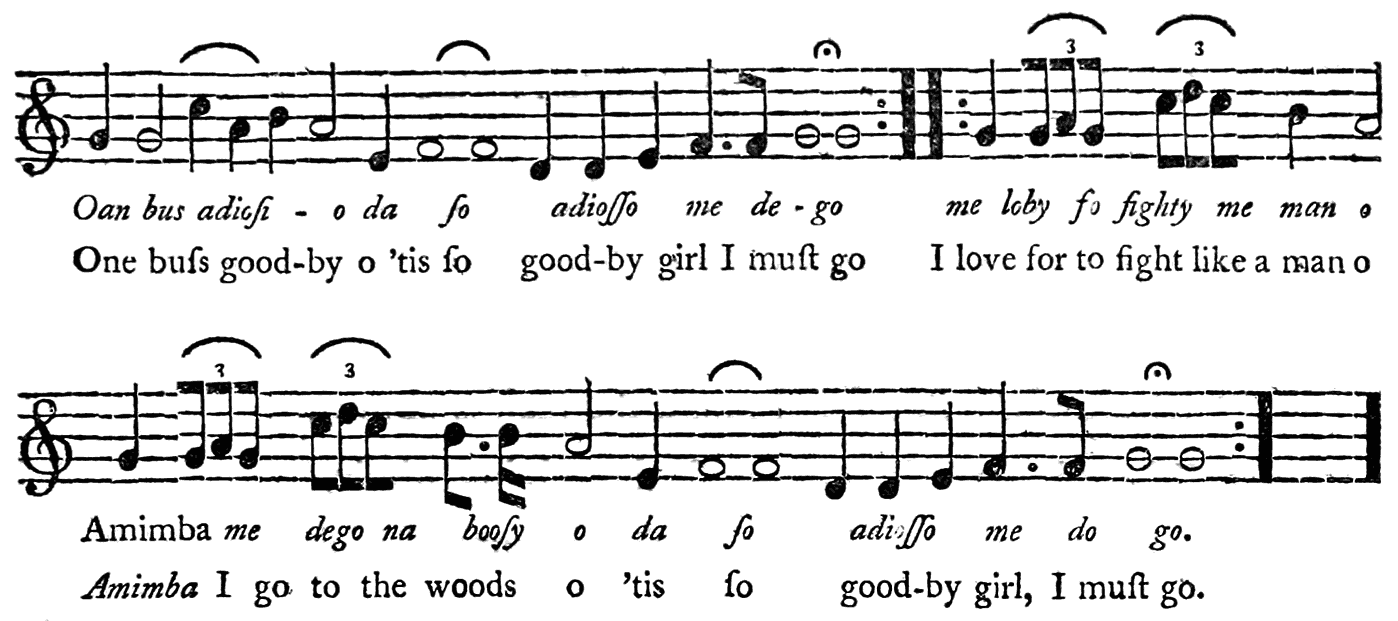 3 3
Oan bus adioſi - o da ſo adioſſo me de - go me loby fo fighty me man o
One buſs good-by o 'tis ſo good-by girl I muſt go I love for to fight like a man o
3 3
Amimba me dego na booſy o da ſo adioſſo me do go.
Amimba I go to the woods o 'tis ſo good-by girl, I muſt go.